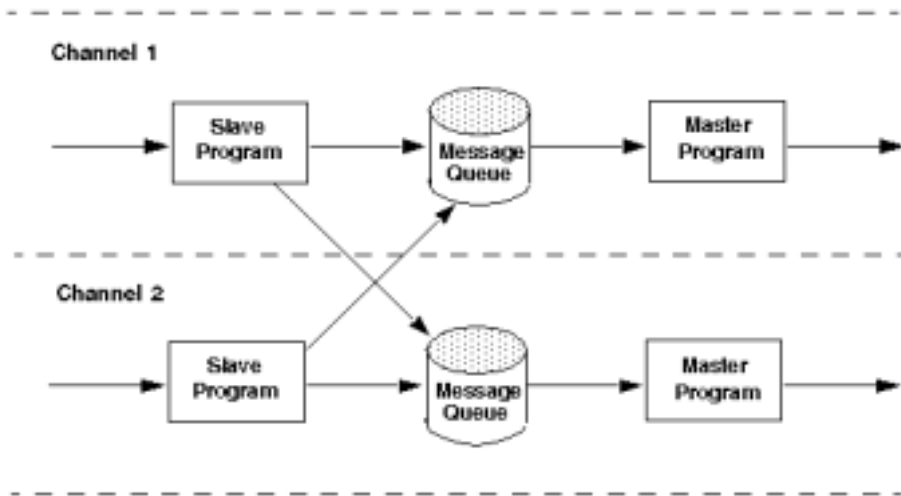 Channel 1
Slave
Program
Message
Queue
Master
Program
Channel 2
Slave
Program
Message
Queue
Master
Program